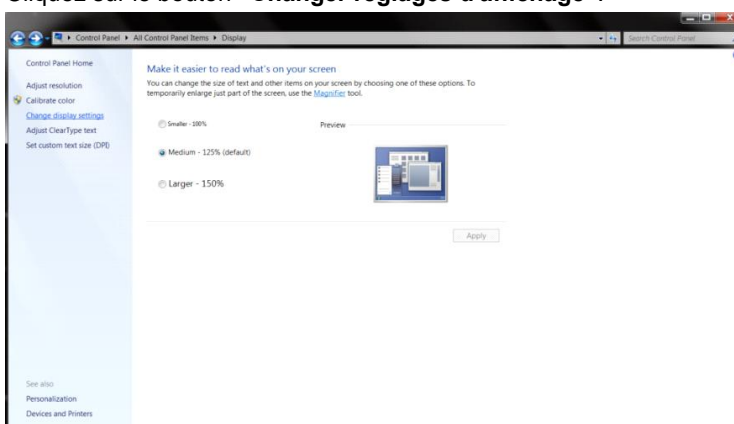 Cliquez sur le bouton "Changer réglages d'affichage".
Control Panel ▸ All Control Panel Items ▸ Display
Search Control Panel
Control Panel Home
Adjust resolution
Calibrate color
Change display settings
Adjust ClearType text
Set custom text size (DPI)
Make it easier to read what's on your screen
You can change the size of text and other items on your screen by choosing one of these options. To
temporarily enlarge just part of the screen, use the Magnifier tool.
Smaller - 100%
Preview
Medium - 125% (default)
Larger - 150%
Apply
See also
Personalization
Devices and Printers